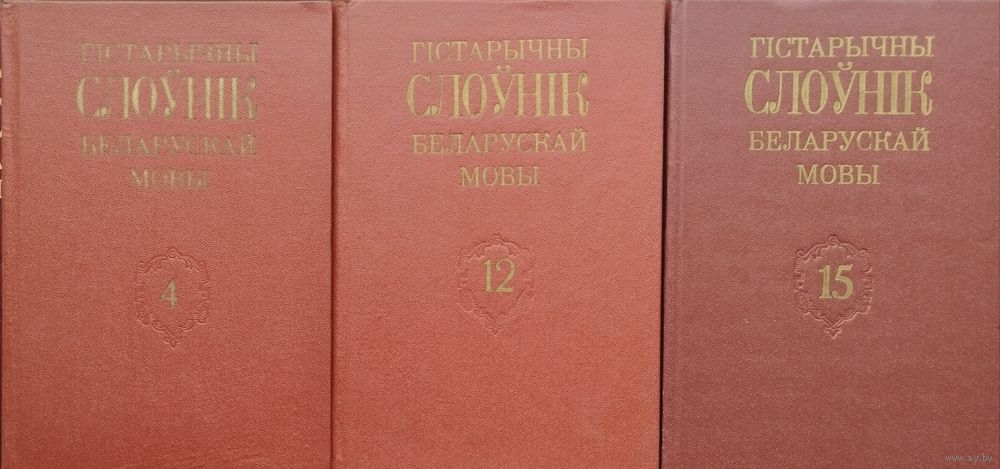 ГІСТАРЫЧНЫ
СЛОЎНІК
БЕЛАРУСКАЙ
МОВЫ
4
ГІСТАРЫЧНЫ
СЛОЎНІК
БЕЛАРУСКАЙ
МОВЫ
12
ГІСТАРЫЧНЫ
СЛОЎНІК
БЕЛАРУСКАЙ
МОВЫ
15
www.ay.by